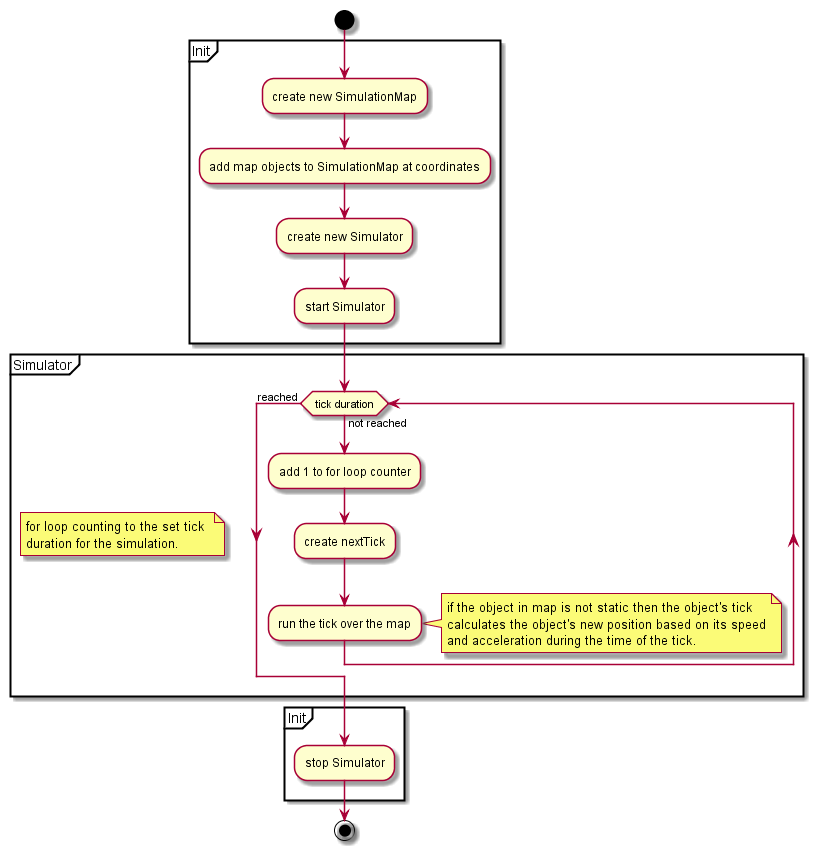 Init
create new SimulationMap
add map objects to SimulationMap at coordinates
create new Simulator
start Simulator
Simulator
reached
tick duration
not reached
add 1 to for loop counter
for loop counting to the set tick
duration for the simulation.
create nextTick
run the tick over the map
if the object in map is not static then the object's tick
calculates the object's new position based on its speed
and acceleration during the time of the tick.
Init
stop Simulator